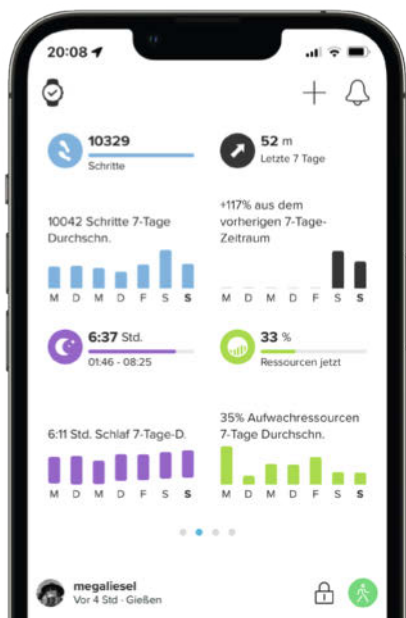 20:08
10329
Schritte
52 m
Letzte 7 Tage
10042 Schritte 7-Tage
Durchschn.
+117% aus dem
vorherigen 7-Tage-
Zeitraum
M D M D F S S
M D M D F S S
6:37 Std.
01:46 - 08:25
33 %
Ressourcen jetzt
6:11 Std. Schlaf 7-Tage-D.
35% Aufwachressourcen
7-Tage Durchschn.
M D M D F S S
M D M D F S S
megaliesel
Vor 4 Std - Gießen